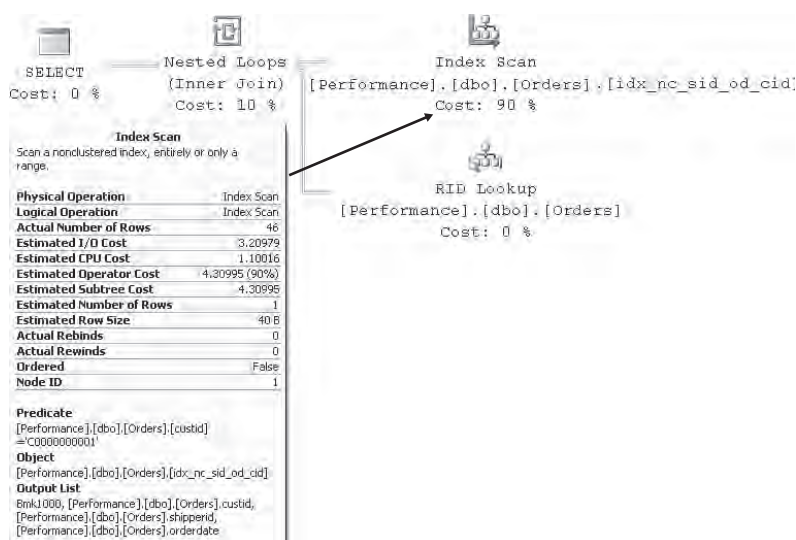 SELECT
Cost: 0 %
Nested Loops
(Inner Join)
Cost: 10 %
Index Scan
[Performance].[dbo].[Orders].[idx_nc_sid_od_cid]
Cost: 90 %
RID Lookup
[Performance].[dbo].[Orders]
Cost: 0 %
Index Scan
Scan a nonclustered index, entirely or only a
range.
Physical Operation Index Scan
Logical Operation Index Scan
Actual Number of Rows 46
Estimated I/O Cost 3.20979
Estimated CPU Cost 1.10016
Estimated Operator Cost 4.30995 (90%)
Estimated Subtree Cost 4.30995
Estimated Number of Rows 1
Estimated Row Size 40 B
Actual Rebinds 0
Actual Rewinds 0
Ordered False
Node ID 1
Predicate
[Performance].[dbo].[Orders].[custid]
='C0000000001'
Object
[Performance].[dbo].[Orders].[idx_nc_sid_od_cid]
Output List
Bmk1000, [Performance].[dbo].[Orders].custid,
[Performance].[dbo].[Orders].shipperid,
[Performance].[dbo].[Orders].orderdate